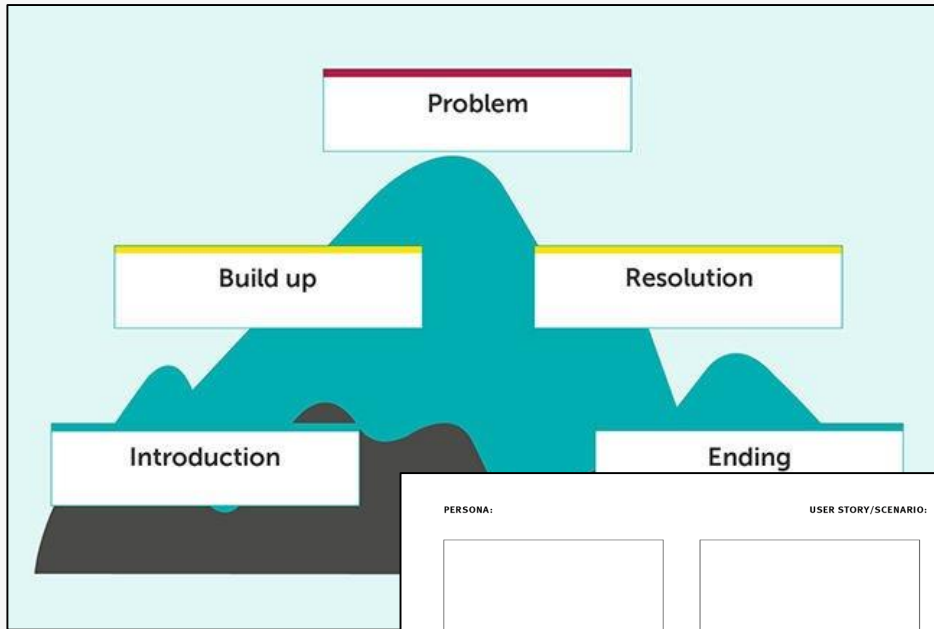 Problem
Build up
Resolution
Introduction
Ending
PERSONA:
USER STORY/SCENARIO: